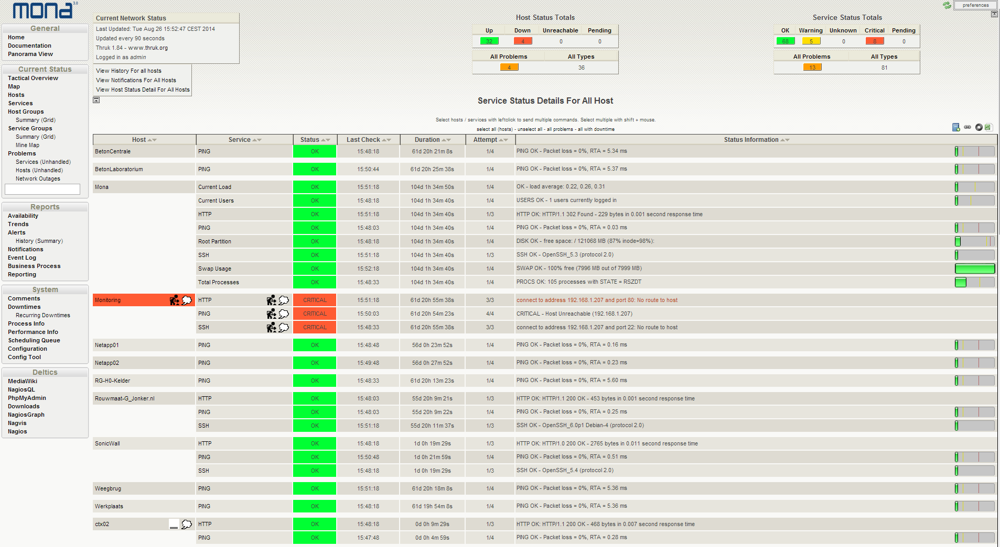 mona 3.0
preferences
General
Home
Documentation
Panorama View
Current Status
Tactical Overview
Map
Hosts
Services
Host Groups
Summary (Grid)
Service Groups
Summary (Grid)
Mine Map
Problems
Services (Unhandled)
Hosts (Unhandled)
Network Outages
Reports
Availability
Trends
Alerts
History (Summary)
Notifications
Event Log
Business Process
Reporting
System
Comments
Downtimes
Recurring Downtimes
Process Info
Performance Info
Scheduling Queue
Configuration
Config Tool
Deltics
MediaWiki
NagiosQL
PhpMyAdmin
Downloads
NagiosGraph
Nagvis
Nagios
Current Network Status
Last Updated: Tue Aug 26 15:52:47 CEST 2014
Updated every 90 seconds
Thruk 1.84 - www.thruk.org
Logged in as admin
View History For all hosts
View Notifications For All Hosts
View Host Status Detail For All Hosts
Host Status Totals
Up Down Unreachable Pending
32 4 0 0
All Problems All Types
4 36
Service Status Totals
OK Warning Unknown Critical Pending
68 5 0 8 0
All Problems All Types
13 81
Service Status Details For All Host
Select hosts / services with leftclick to send multiple commands. Select multiple with shift + mouse.
select all (hosts) - unselect all - all problems - all with downtime
Host Service Status Last Check Duration Attempt Status Information
BetonCentrale PING OK 15:48:18 61d 20h 21m 8s 1/4 PING OK - Packet loss = 0%, RTA = 5.34 ms
BetonLaboratorium PING OK 15:50:44 61d 20h 25m 38s 1/4 PING OK - Packet loss = 0%, RTA = 5.37 ms
Mona Current Load OK 15:51:18 104d 1h 34m 50s 1/4 OK - load average: 0.22, 0.26, 0.31
Current Users OK 15:48:18 104d 1h 34m 40s 1/4 USERS OK - 1 users currently logged in
HTTP OK 15:51:18 104d 1h 34m 40s 1/3 HTTP OK: HTTP/1.1 302 Found - 229 bytes in 0.001 second response time
PING OK 15:48:03 104d 1h 34m 40s 1/4 PING OK - Packet loss = 0%, RTA = 0.03 ms
Root Partition OK 15:48:18 104d 1h 34m 40s 1/4 DISK OK - free space: / 121068 MB (87% inode=98%):
SSH OK 15:51:18 104d 1h 34m 40s 1/3 SSH OK - OpenSSH_5.3 (protocol 2.0)
Swap Usage OK 15:52:18 104d 1h 34m 40s 1/4 SWAP OK - 100% free (7996 MB out of 7999 MB)
Total Processes OK 15:48:33 104d 1h 34m 40s 1/4 PROCS OK: 105 processes with STATE = RSZDT
Monitoring HTTP CRITICAL 15:51:18 61d 20h 55m 38s 3/3 connect to address 192.168.1.207 and port 80: No route to host
PING CRITICAL 15:50:03 61d 20h 54m 23s 4/4 CRITICAL - Host Unreachable (192.168.1.207)
SSH CRITICAL 15:48:33 61d 20h 55m 38s 3/3 connect to address 192.168.1.207 and port 22: No route to host
Netapp01 PING OK 15:48:48 56d 0h 23m 52s 1/4 PING OK - Packet loss = 0%, RTA = 0.16 ms
Netapp02 PING OK 15:49:48 56d 0h 27m 52s 1/4 PING OK - Packet loss = 0%, RTA = 0.23 ms
RG-H0-Kelder PING OK 15:48:33 61d 20h 13m 23s 1/4 PING OK - Packet loss = 0%, RTA = 5.60 ms
Rouwmaat-G_Jonker.nl HTTP OK 15:48:03 55d 20h 9m 21s 1/3 HTTP OK: HTTP/1.1 200 OK - 453 bytes in 0.001 second response time
PING OK 15:48:03 55d 20h 9m 22s 1/4 PING OK - Packet loss = 0%, RTA = 0.25 ms
SSH OK 15:51:18 55d 20h 11m 37s 1/3 SSH OK - OpenSSH_6.0p1 Debian-4 (protocol 2.0)
SonicWall HTTP OK 15:48:18 1d 0h 19m 29s 1/3 HTTP OK: HTTP/1.0 200 OK - 2765 bytes in 0.011 second response time
PING OK 15:50:48 1d 0h 21m 59s 1/4 PING OK - Packet loss = 0%, RTA = 0.51 ms
SSH OK 15:48:18 1d 0h 19m 29s 1/3 SSH OK - OpenSSH_5.4 (protocol 2.0)
Weegbrug PING OK 15:51:18 61d 20h 18m 8s 1/4 PING OK - Packet loss = 0%, RTA = 5.36 ms
Werkplaats PING OK 15:48:18 61d 19h 54m 8s 1/4 PING OK - Packet loss = 0%, RTA = 5.36 ms
ctx02 HTTP OK 15:48:18 0d 0h 9m 29s 1/3 HTTP OK: HTTP/1.1 200 OK - 468 bytes in 0.007 second response time
PING OK 15:47:48 0d 0h 4m 59s 1/4 PING OK - Packet loss = 0%, RTA = 0.28 ms